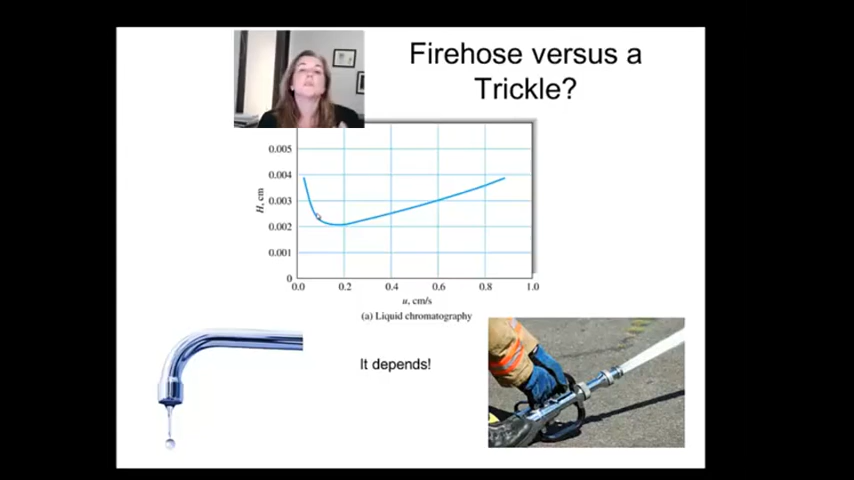 Firehose versus a
Trickle?
0.005
0.004
0.003
0.002
0.001
0
H, cm
0.0 0.2 0.4 0.6 0.8 1.0
u, cm/s
(a) Liquid chromatography
It depends!